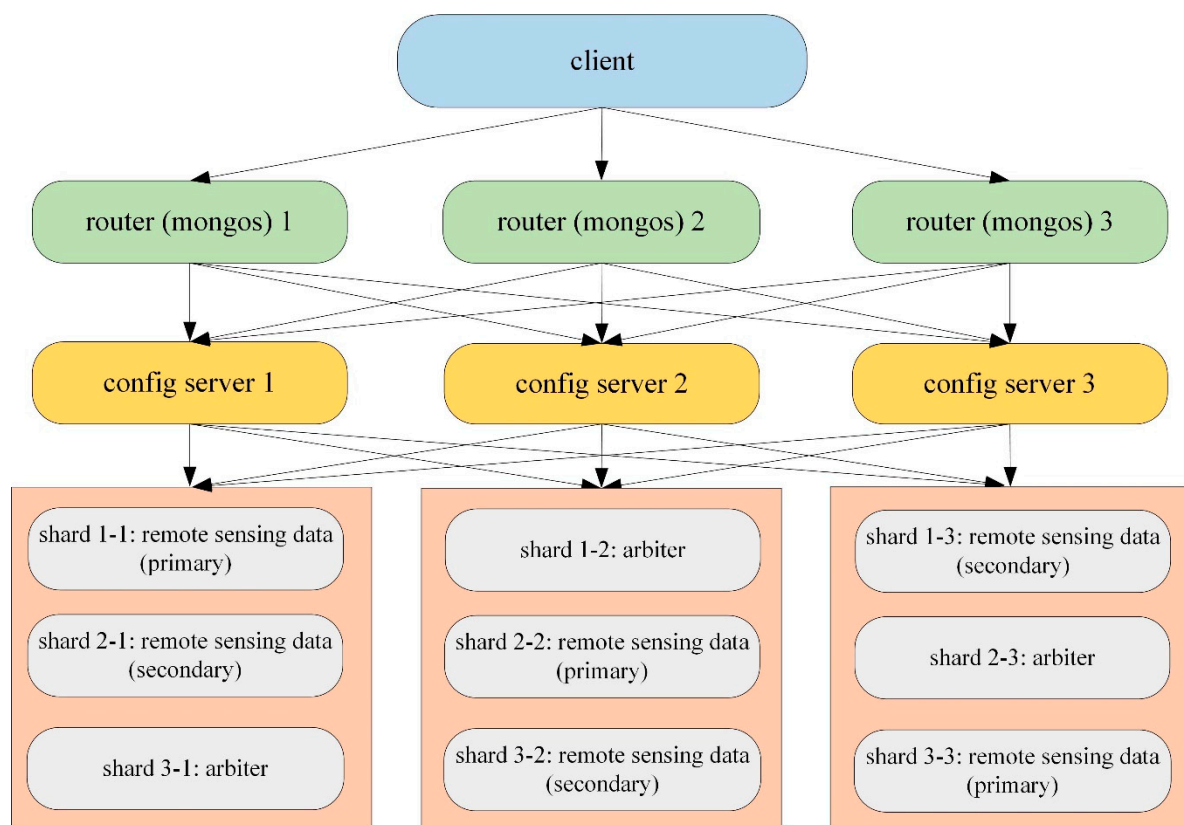 client
router (mongos) 1
router (mongos) 2
router (mongos) 3
config server 1
config server 2
config server 3
shard 1-1: remote sensing data
(primary)
shard 2-1: remote sensing data
(secondary)
shard 3-1: arbiter
shard 1-2: arbiter
shard 2-2: remote sensing data
(primary)
shard 3-2: remote sensing data
(secondary)
shard 1-3: remote sensing data
(secondary)
shard 2-3: arbiter
shard 3-3: remote sensing data
(primary)